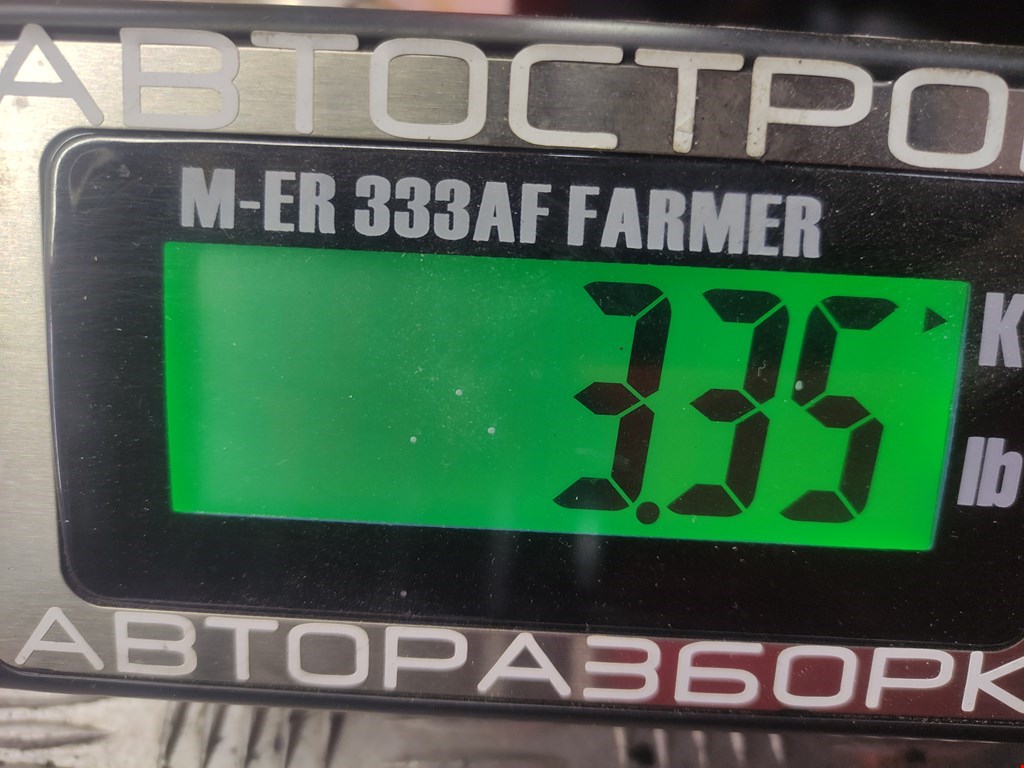 АВТОСТРО
M-ER 333AF FARMER
3.35
K
lb
АВТОРАЗБОРК